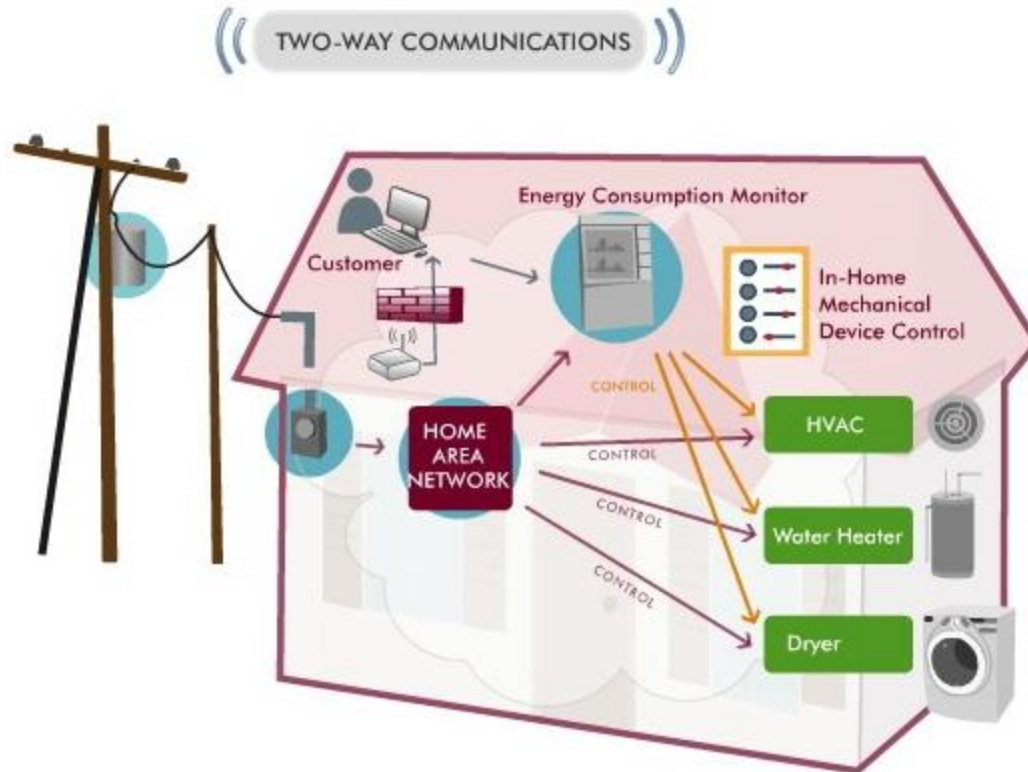 TWO-WAY COMMUNICATIONS
Energy Consumption Monitor
Customer
In-Home
Mechanical
Device Control
CONTROL
HOME
AREA
NETWORK
CONTROL
CONTROL
CONTROL
HVAC
Water Heater
Dryer